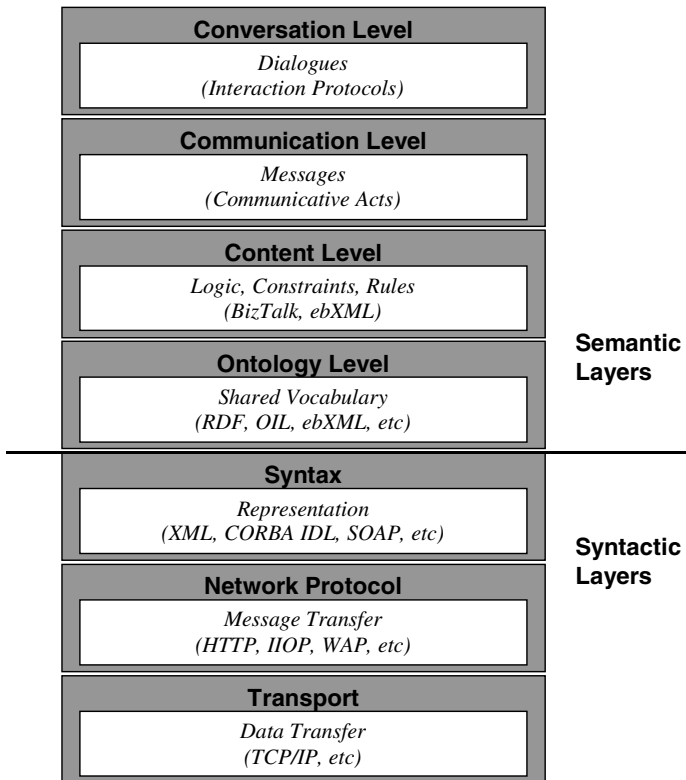 Conversation Level
Dialogues
(Interaction Protocols)
Communication Level
Messages
(Communicative Acts)
Content Level
Logic, Constraints, Rules
(BizTalk, ebXML)
Ontology Level
Shared Vocabulary
(RDF, OIL, ebXML, etc)
Semantic
Layers
Syntax
Representation
(XML, CORBA IDL, SOAP, etc)
Syntactic
Layers
Network Protocol
Message Transfer
(HTTP, IIOP, WAP, etc)
Transport
Data Transfer
(TCP/IP, etc)